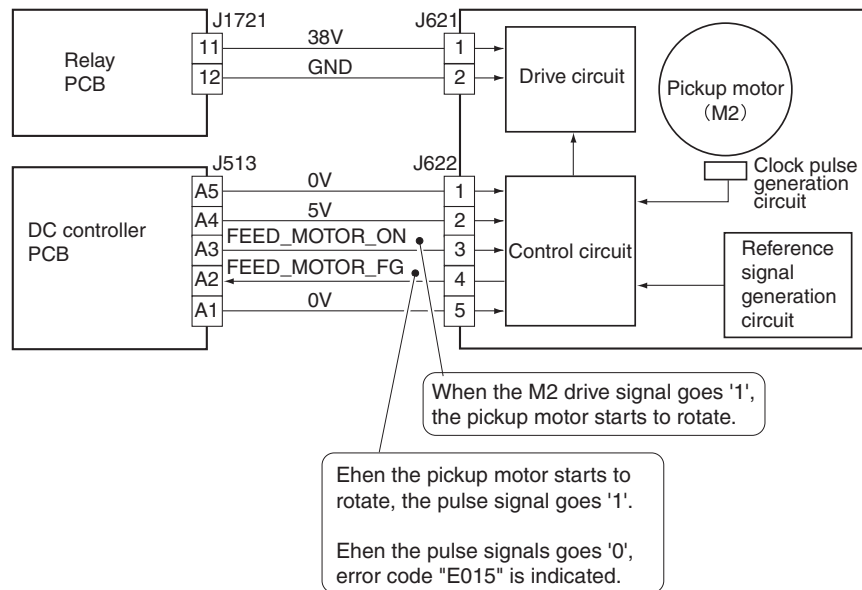 J1721
J621
Relay
PCB
11
38V
1
12
GND
2
Drive circuit
Pickup motor
(M2)
J513
J622
Clock pulse
generation
circuit
DC controller
PCB
A5
0V
1
A4
5V
2
A3
FEED_MOTOR_ON
3
A2
FEED_MOTOR_FG
4
A1
0V
5
Control circuit
Reference
signal
generation
circuit
When the M2 drive signal goes '1',
the pickup motor starts to rotate.
Ehen the pickup motor starts to
rotate, the pulse signal goes '1'.
Ehen the pulse signals goes '0',
error code "E015" is indicated.